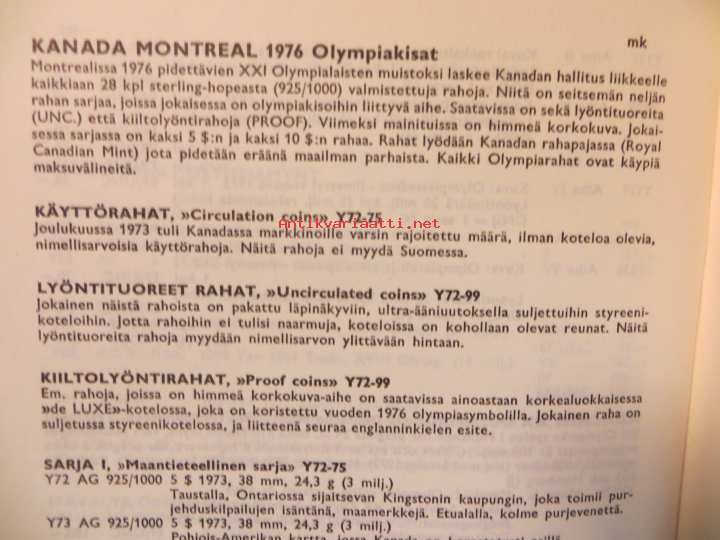 mk
KANADA MONTREAL 1976 Olympiakisat
Montrealissa 1976 pidettävien XXI Olympialaisten muistoksi laskee Kanadan hallitus liikkeelle
kaikkiaan 28 kpl sterling-hopeasta (925/1000) valmistettuja rahoja. Niitä on seitsemän neljän
rahan sarjaa, joissa jokaisessa on olympiakisoihin liittyvä aihe. Saatavissa on sekä lyöntituoreita
(UNC.) että kiiltolyöntirahoja (PROOF). Viimeksi mainituissa on himmeä korkokuva. Jokai-
sessa sarjassa on kaksi 5 $:n ja kaksi 10 $:n rahaa. Rahat lyödään Kanadan rahapajassa (Royal
Canadian Mint) jota pidetään eräänä maailman parhaista. Kaikki Olympiarahat ovat käypiä
maksuvälineitä.
KÄYTTÖRAHAT, »Circulation coins» Y72-75
Antikvariaatti.net
Joulukuussa 1973 tuli Kanadassa markkinoille varsin rajoitettu määrä, ilman koteloa olevia,
nimellisarvoisia käyttörahoja. Näitä rahoja ei myydä Suomessa.
LYÖNTITUOREET RAHAT, »Uncirculated coins» Y72-99
Jokainen näistä rahoista on pakattu läpinäkyviin, ultra-ääniuutoksella suljettuihin styreeni-
koteloihin. Jotta rahoihin ei tulisi naarmuja, koteloissa on kohollaan olevat reunat. Näitä
lyöntituoreita rahoja myydään nimellisarvon ylittävään hintaan.
KIILTOLYÖNTIRAHAT, »Proof coins» Y72-99
Em. rahoja, joissa on himmeä korkokuva-aihe on saatavissa ainoastaan korkealuokkaisessa
»de LUXE»-kotelossa, joka on koristettu vuoden 1976 olympiasymbolilla. Jokainen raha on
suljetussa styreenikotelossa, ja liitteenä seuraa englanninkielen esite.
SARJA I, »Maantieteellinen sarja» Y72-75
Y72 AG 925/1000 5 $ 1973, 38 mm, 24,3 g (3 milj.)
Taustalla, Ontariossa sijaitsevan Kingstonin kaupungin, joka toimii pur-
jehduskilpailujen isäntänä, maamerkkejä. Etualalla, kolme purjevenettä.
Y73 AG 925/1000 5 $ 1973, 38 mm, 24,3 g (3 milj.)
Pohjois-Amerikan kartta, jossa Kanada on